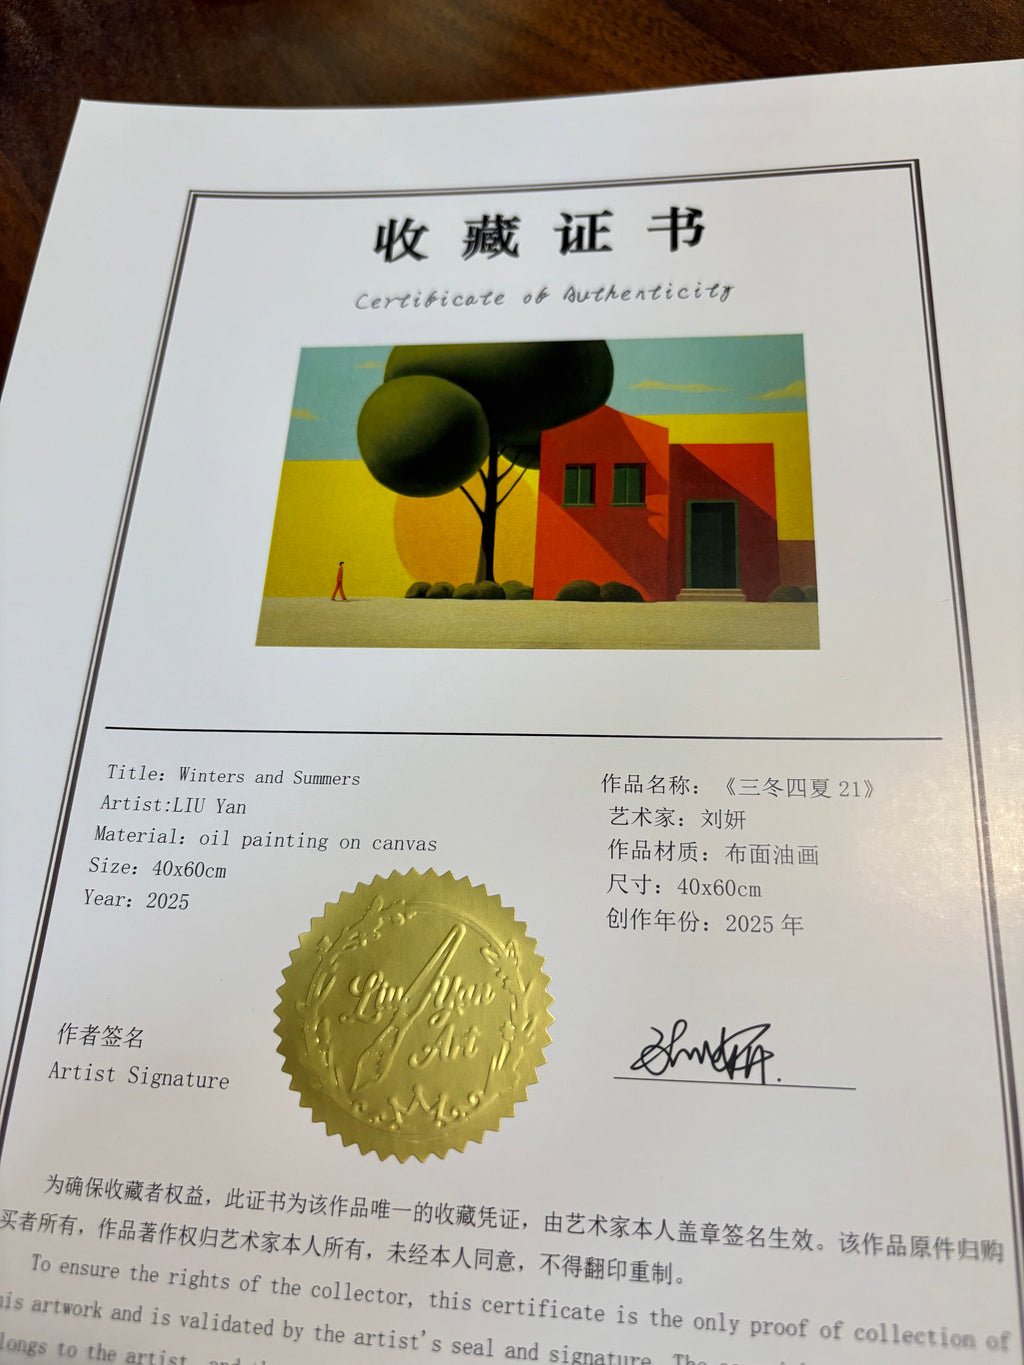 收藏证书
Certificate of Authenticity
Title: Winters and Summers
Artist:LIU Yan
Material: oil painting on canvas
Size: 40x60cm
Year: 2025
作品名称：《三冬四夏 21》
艺术家：刘妍
作品材质：布面油画
尺寸：40x60cm
创作年份：2025 年
Liu Yan
Art
作者签名
Artist Signature
为确保收藏者权益，此证书为该作品唯一的收藏凭证，由艺术家本人盖章签名生效。该作品原件归购
买者所有，作品著作权归艺术家本人所有，未经本人同意，不得翻印重制。
To ensure the rights of the collector, this certificate is the only proof of collection of
artwork and is validated by the artist's seal and signature. The
to the artist, and